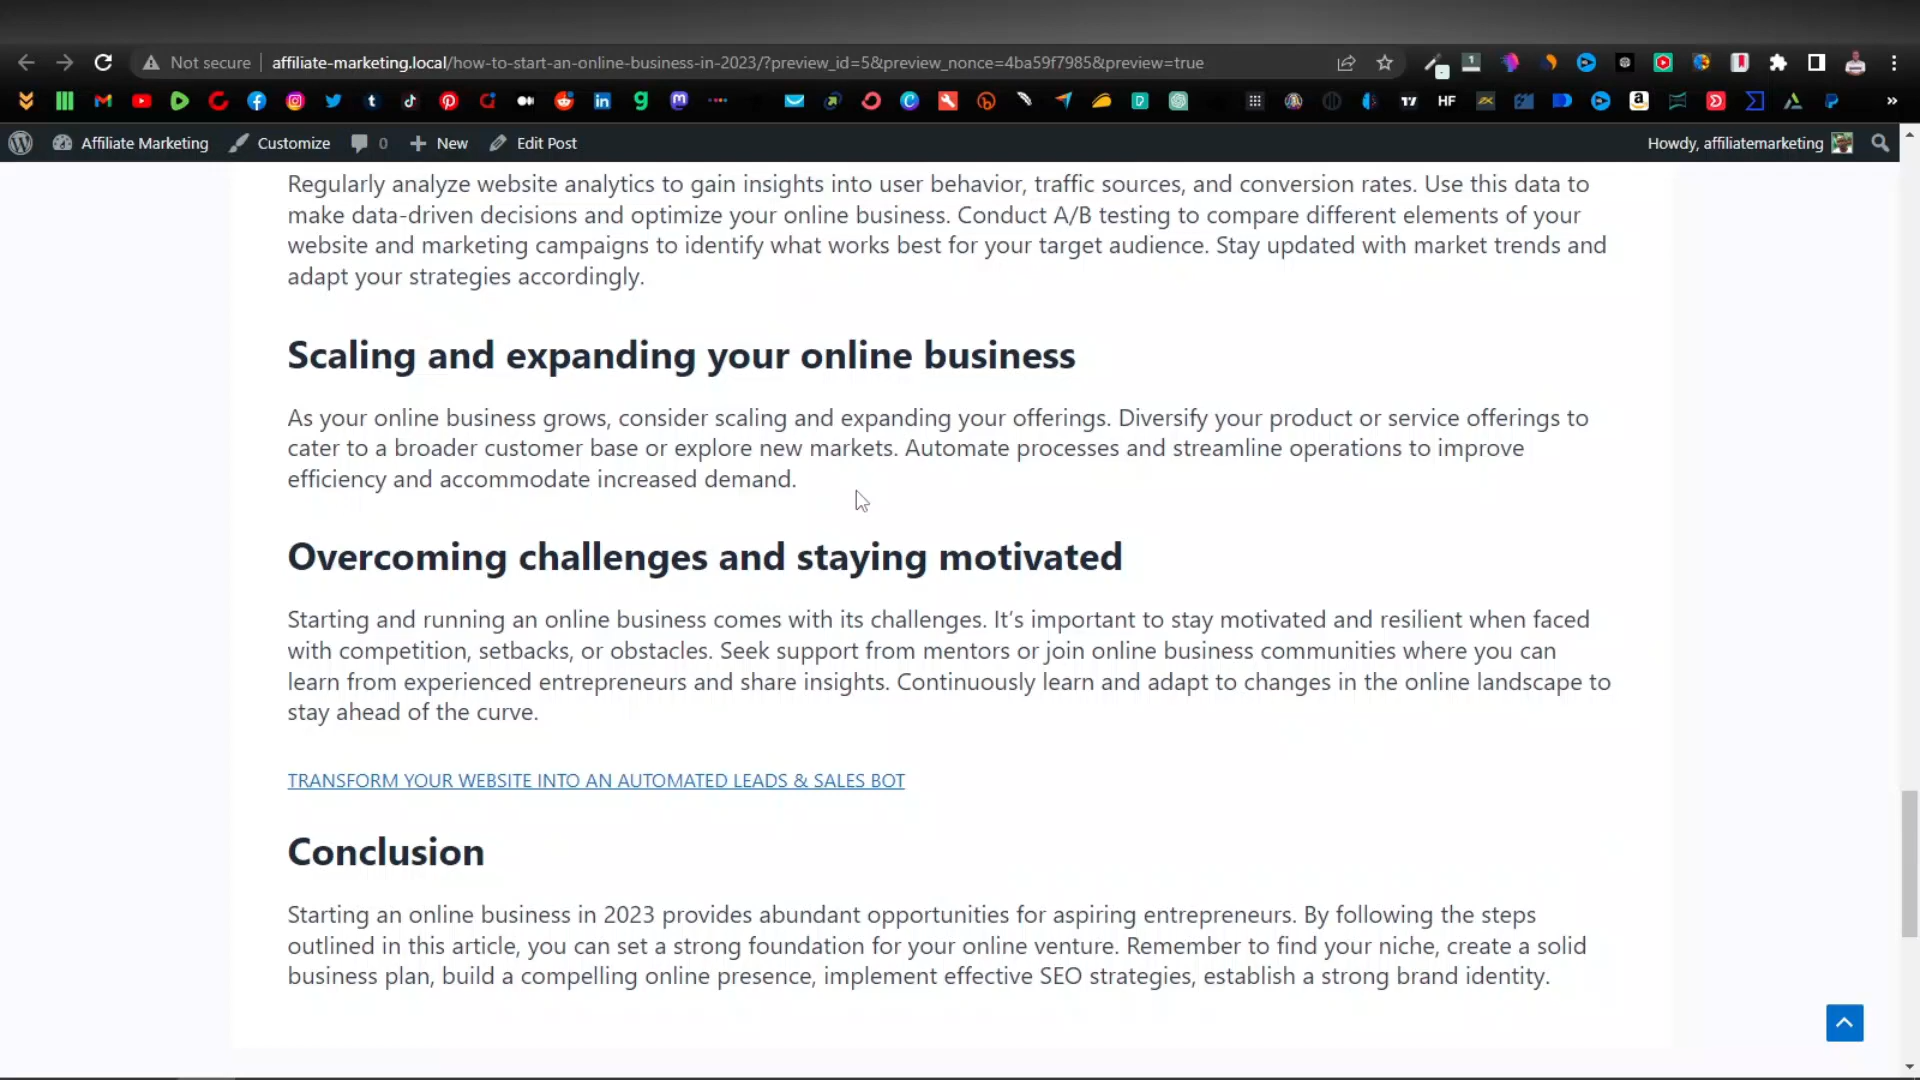 Not secure
affiliate-marketing.local/how-to-start-an-online-business-in-2023/?preview_id=5&preview_nonce=4ba59f7985&preview=true
Affiliate Marketing
Customize
0
New
Edit Post
Howdy, affiliatemarketing
Regularly analyze website analytics to gain insights into user behavior, traffic sources, and conversion rates. Use this data to
make data-driven decisions and optimize your online business. Conduct A/B testing to compare different elements of your
website and marketing campaigns to identify what works best for your target audience. Stay updated with market trends and
adapt your strategies accordingly.
Scaling and expanding your online business
As your online business grows, consider scaling and expanding your offerings. Diversify your product or service offerings to
cater to a broader customer base or explore new markets. Automate processes and streamline operations to improve
efficiency and accommodate increased demand.
Overcoming challenges and staying motivated
Starting and running an online business comes with its challenges. It’s important to stay motivated and resilient when faced
with competition, setbacks, or obstacles. Seek support from mentors or join online business communities where you can
learn from experienced entrepreneurs and share insights. Continuously learn and adapt to changes in the online landscape to
stay ahead of the curve.
TRANSFORM YOUR WEBSITE INTO AN AUTOMATED LEADS & SALES BOT
Conclusion
Starting an online business in 2023 provides abundant opportunities for aspiring entrepreneurs. By following the steps
outlined in this article, you can set a strong foundation for your online venture. Remember to find your niche, create a solid
business plan, build a compelling online presence, implement effective SEO strategies, establish a strong brand identity.